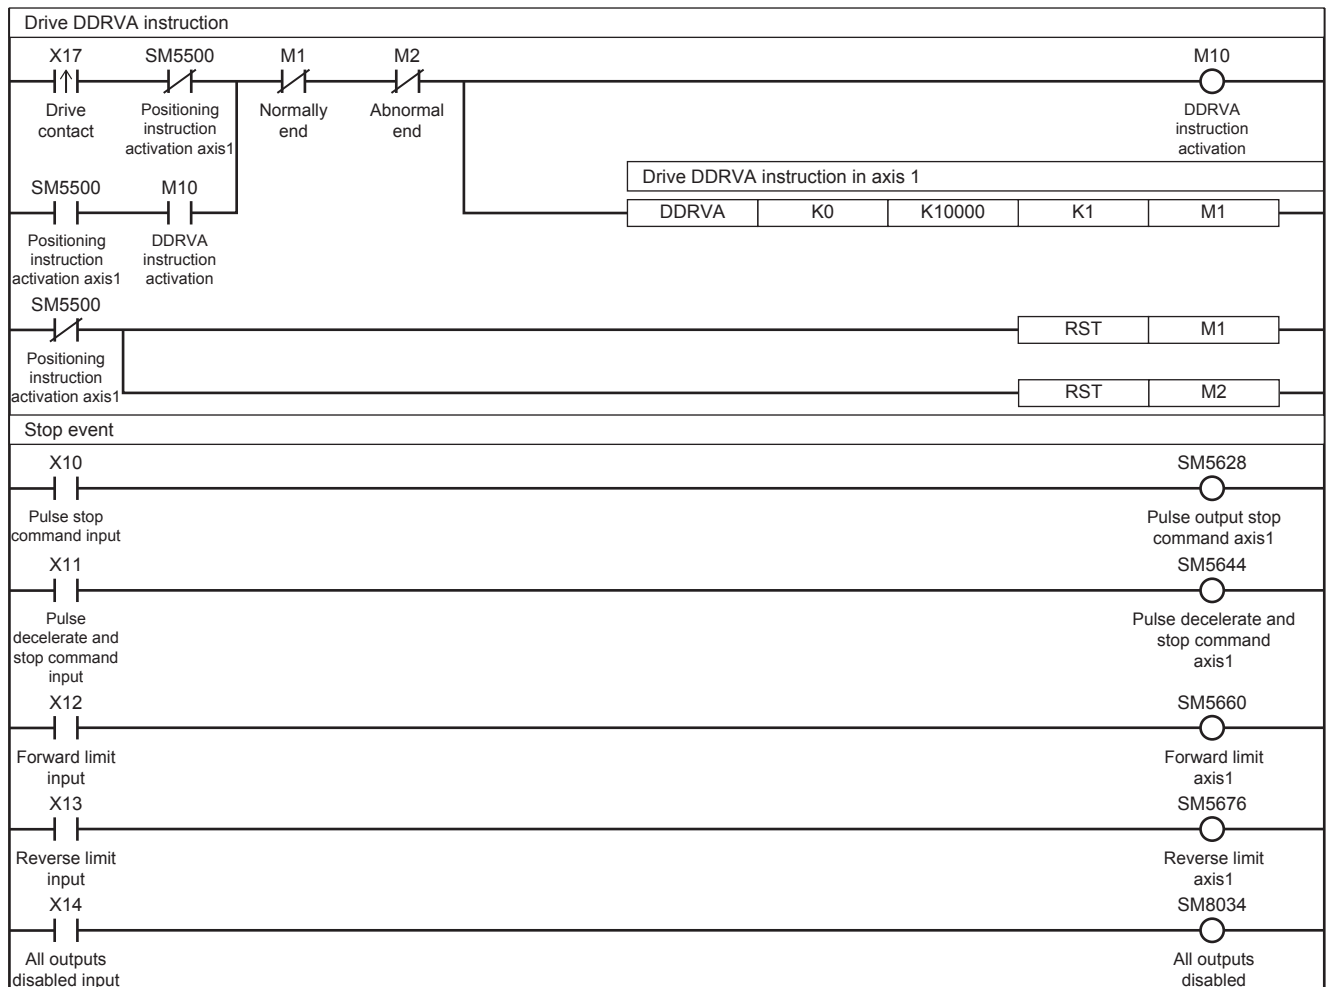 Drive DDRVA instruction
X17 SM5500 M1 M2 M10
Drive Positioning Normally Abnormal DDRVA
contact instruction end end instruction
activation axis1 activation
Drive DDRVA instruction in axis 1
SM5500 M10
DDRVA K0 K10000 K1 M1
Positioning DDRVA
instruction instruction
activation axis1 activation
SM5500
RST M1
Positioning
instruction
activation axis1
RST M2
Stop event
X10 SM5628
Pulse stop Pulse output stop
command input command axis1
X11 SM5644
Pulse Pulse decelerate and
decelerate and stop command
stop command axis1
input
X12 SM5660
Forward limit Forward limit
input axis1
X13 SM5676
Reverse limit Reverse limit
input axis1
X14 SM8034
All outputs All outputs
disabled input disabled